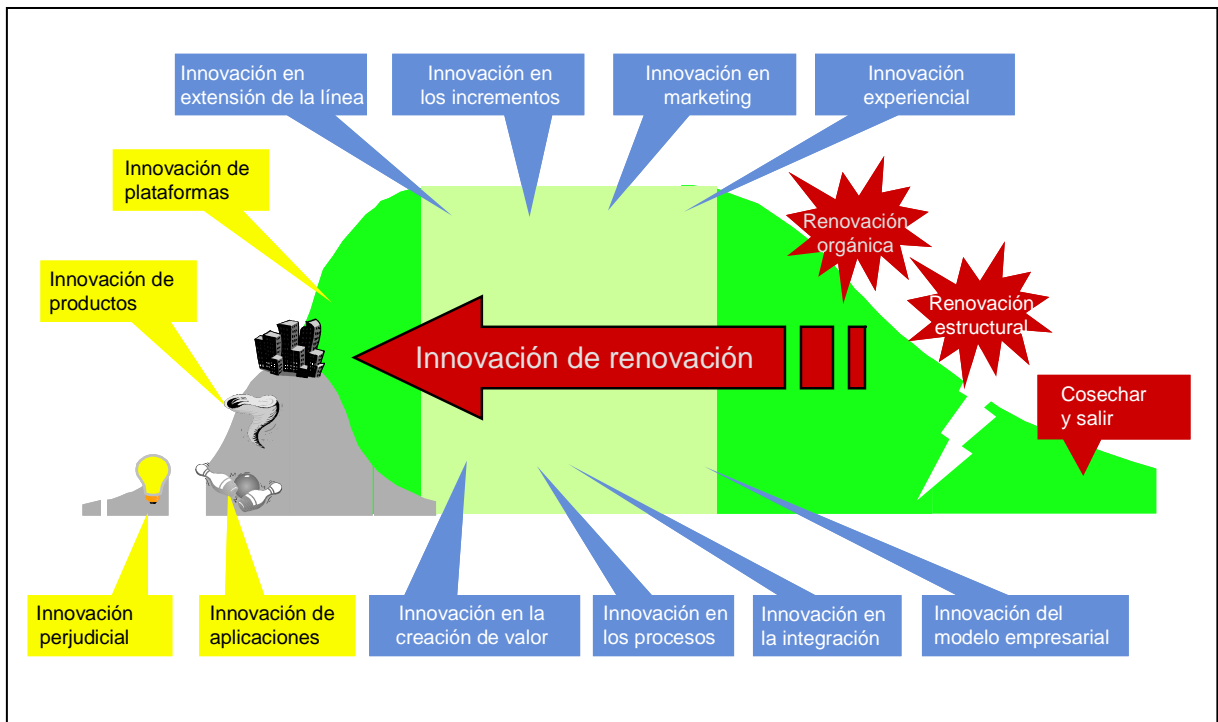 Innovación en
extensión de la línea
Innovación en
los incrementos
Innovación en
marketing
Innovación
experiencial
Innovación de
plataformas
Innovación de
productos
Renovación
orgánica
Renovación
estructural
Innovación de renovación
Cosechar
y salir
Innovación
perjudicial
Innovación de
aplicaciones
Innovación en la
creación de valor
Innovación en
los procesos
Innovación en
la integración
Innovación del
modelo empresarial